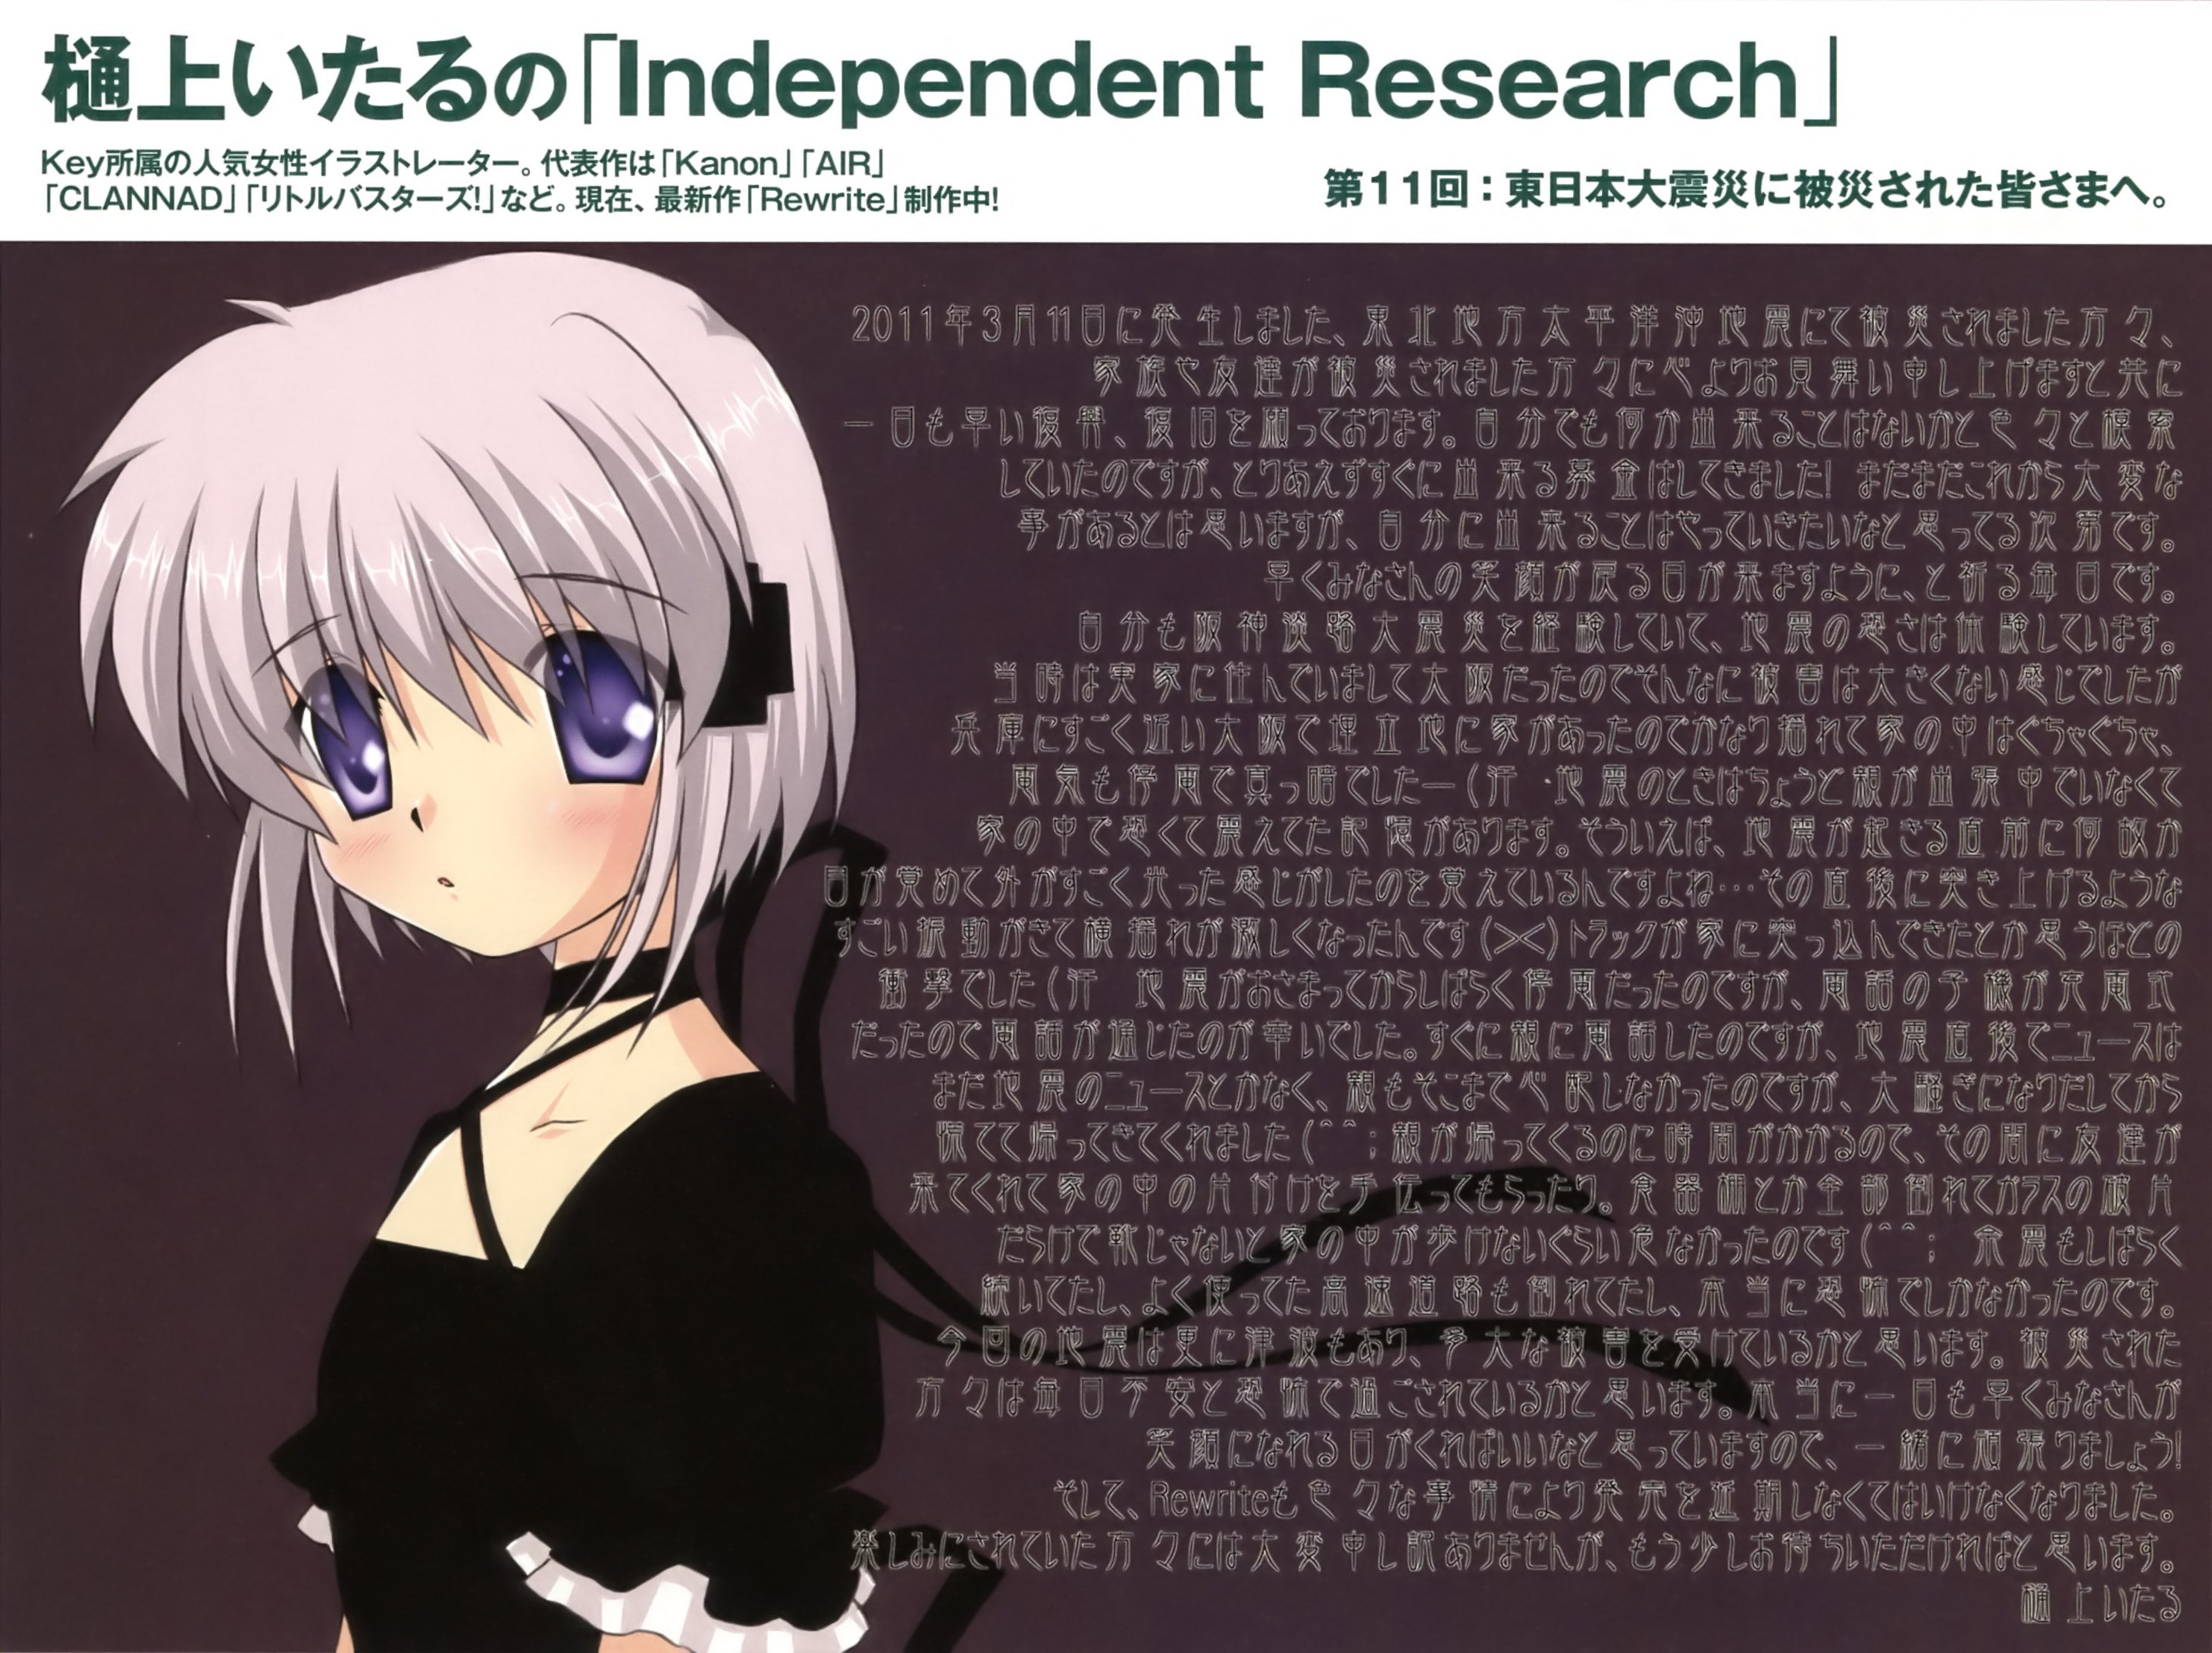 樋上いたるの「Independent Research」
Key所属の人気女性イラストレーター。代表作は「Kanon」「AIR」
「CLANNAD」「リトルバスターズ!」など。現在、最新作「Rewrite」制作中!
第11回：東日本大震災に被災された皆さまへ。
2011年3月11日に発生しました、東北地方太平洋沖地震にて被災されました方々、
家族や友達が被災されました方々に心よりお見舞い申し上げますと共に
一日も早い復興、復旧を願っております。自分でも何か出来ることはないかと色々と模索
していたのですが、とりあえずすぐに出来る募金はしてきました! まだまだこれから大変な
事があるとは思いますが、自分に出来ることはやっていきたいなと思ってる次第です。
早くみなさんの笑顔が戻る日が来ますように、と祈る毎日です。
自分も阪神淡路大震災を経験していて、地震の恐さは体験しています。
当時は実家に住んでいまして大阪だったのでそんなに被害は大きくない感じでしたが
兵庫にすごく近い大阪で埋立地に家があったのでかなり揺れて家の中はぐちゃぐちゃ、
電気も停電で真っ暗でしたー(汗 地震のときはちょうど親が出張中でいなくて
家の中で恐くて震えてた記憶があります。そういえば、地震が起きる直前に何故か
目が覚めて外がすごく光った感じがしたのを覚えているんですよね…その直後に突き上げるような
すごい振動がきて横揺れが激しくなったんです(><)トラックが家に突っ込んできたとか思うほどの
衝撃でした(汗 地震がおさまってからしばらく停電だったのですが、電話の子機が充電式
だったので電話が通じたのが幸いでした。すぐに親に電話したのですが、地震直後でニュースは
まだ地震のニュースとかなく、親もそこまで心配しなかったのですが、大騒ぎになりだしてから
慌てて帰ってきてくれました(^^;親が帰ってくるのに時間がかかるので、その間に友達が
来てくれて家の中の片付けを手伝ってもらったり。食器棚とか全部倒れてガラスの破片
だらけで靴じゃないと家の中が歩けないぐらい危なかったのです(^^; 余震もしばらく
続いてたし、よく使ってた高速道路も倒れてたし、本当に恐怖でしかなかったのです。
今回の地震は更に津波もあり、多大な被害を受けているかと思います。被災された
方々は毎日不安と恐怖で過ごされているかと思います。本当に一日も早くみなさんが
笑顔になれる日がくればいいなと思っていますので、一緒に頑張りましょう!
そして、Rewriteも色々な事情により発売を延期しなくてはいけなくなりました。
楽しみにされていた方々には大変申し訳ありませんが、もう少しお待ちいただければと思います。
樋上いたる